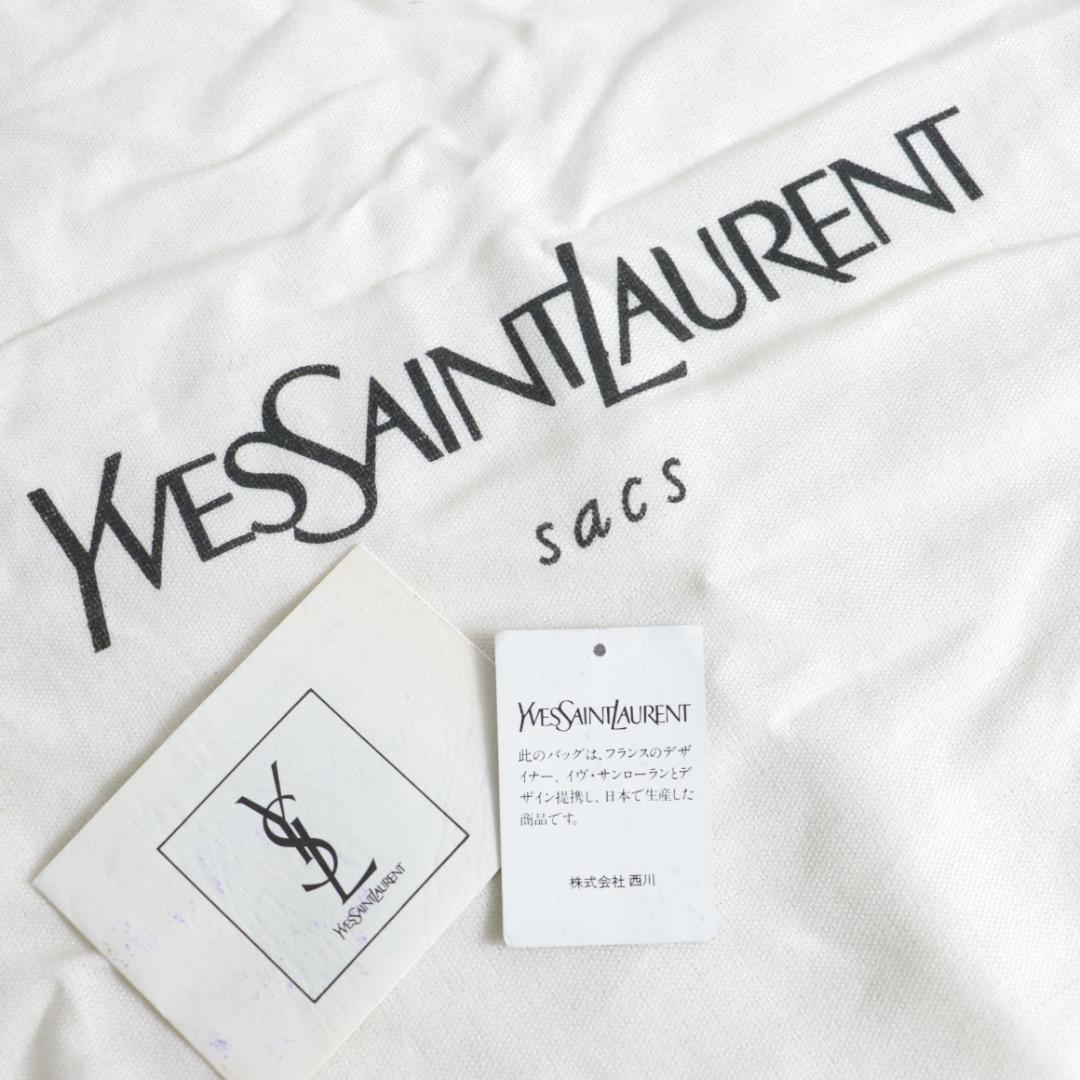 YVESSAINTLAURENT
sacs
YSL
YVESSAINTLAURENT
YVESSAINTLAURENT
此のバッグは、フランスのデザ
イナー、イヴ・サンローランとデ
ザイン提携し、日本で生産した
商品です。
株式会社 西川